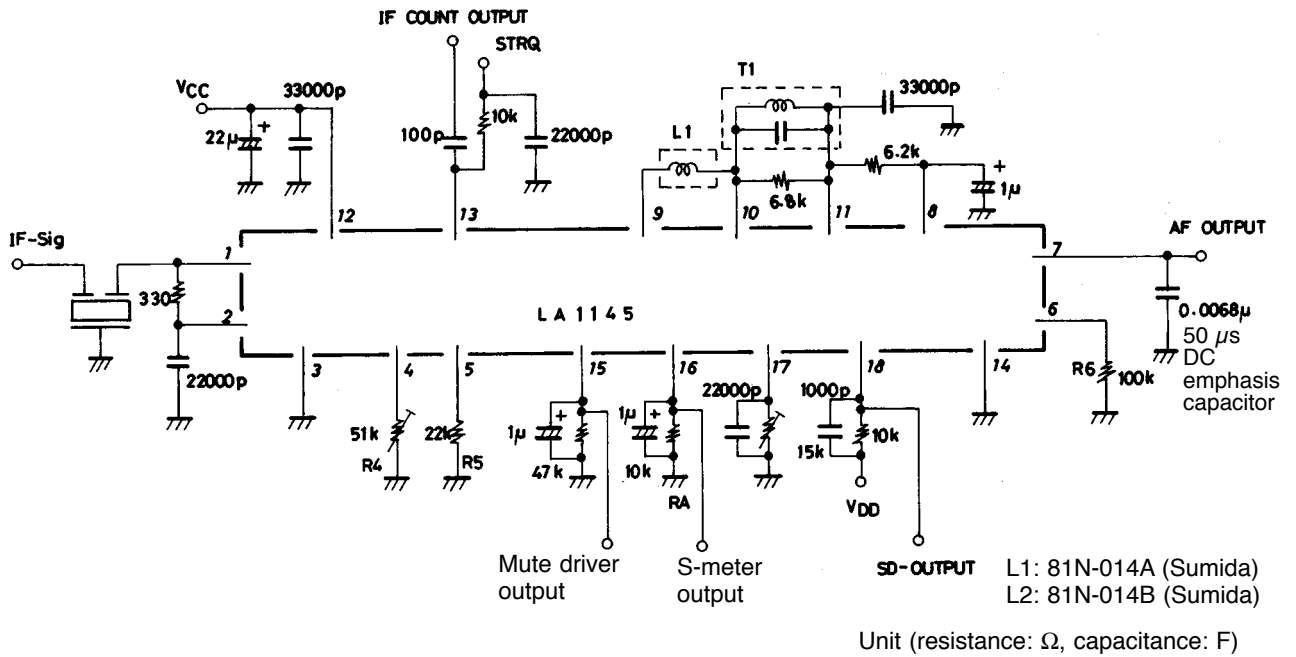 IF COUNT OUTPUT
STRQ
T1
VCC
33000p
33000p
10k
22μ
+
100p
22000p
L1
6.2k
+
6.8k
1μ
12
13
9
10
11
8
IF-Sig
AF OUTPUT
1
7
330
LA1145
2
6
0.0068μ
50 μs
DC
emphasis
capacitor
22000p
3
4
5
15
16
17
18
14
R6
100k
22000p
1000p
51k
22k
1μ
+
1μ
+
10k
R4
R5
47k
10k
15k
RA
VDD
Mute driver
output
S-meter
output
SD-OUTPUT
L1: 81N-014A (Sumida)
L2: 81N-014B (Sumida)
Unit (resistance: Ω, capacitance: F)